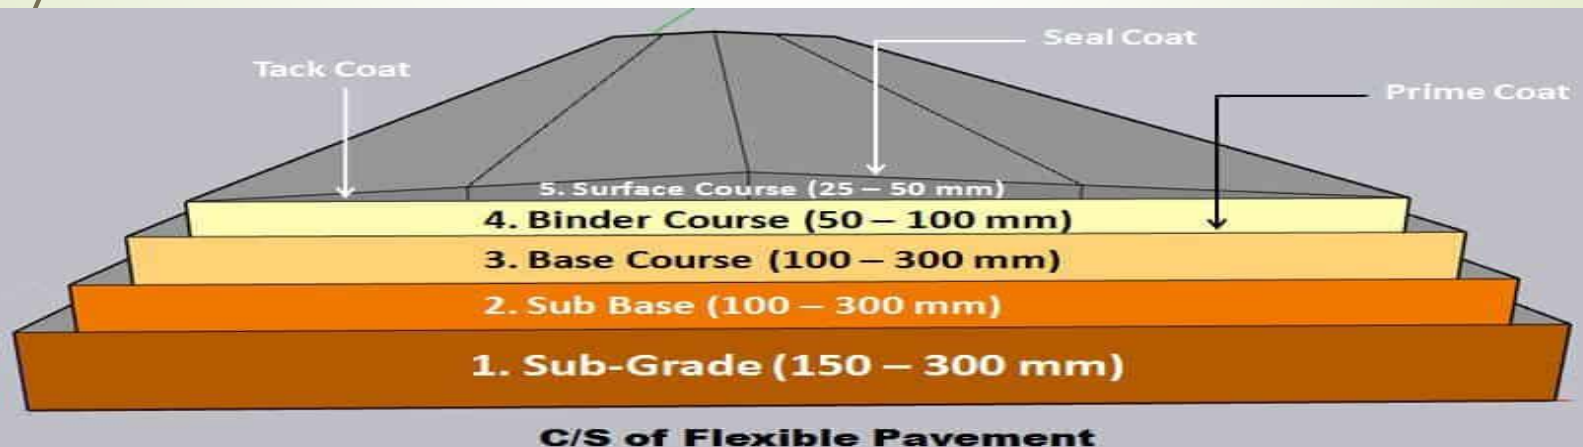 Seal Coat
Tack Coat
Prime Coat
5. Surface Course (25 – 50 mm)
4. Binder Course (50 – 100 mm)
3. Base Course (100 – 300 mm)
2. Sub Base (100 – 300 mm)
1. Sub-Grade (150 – 300 mm)
C/S of Flexible Pavement